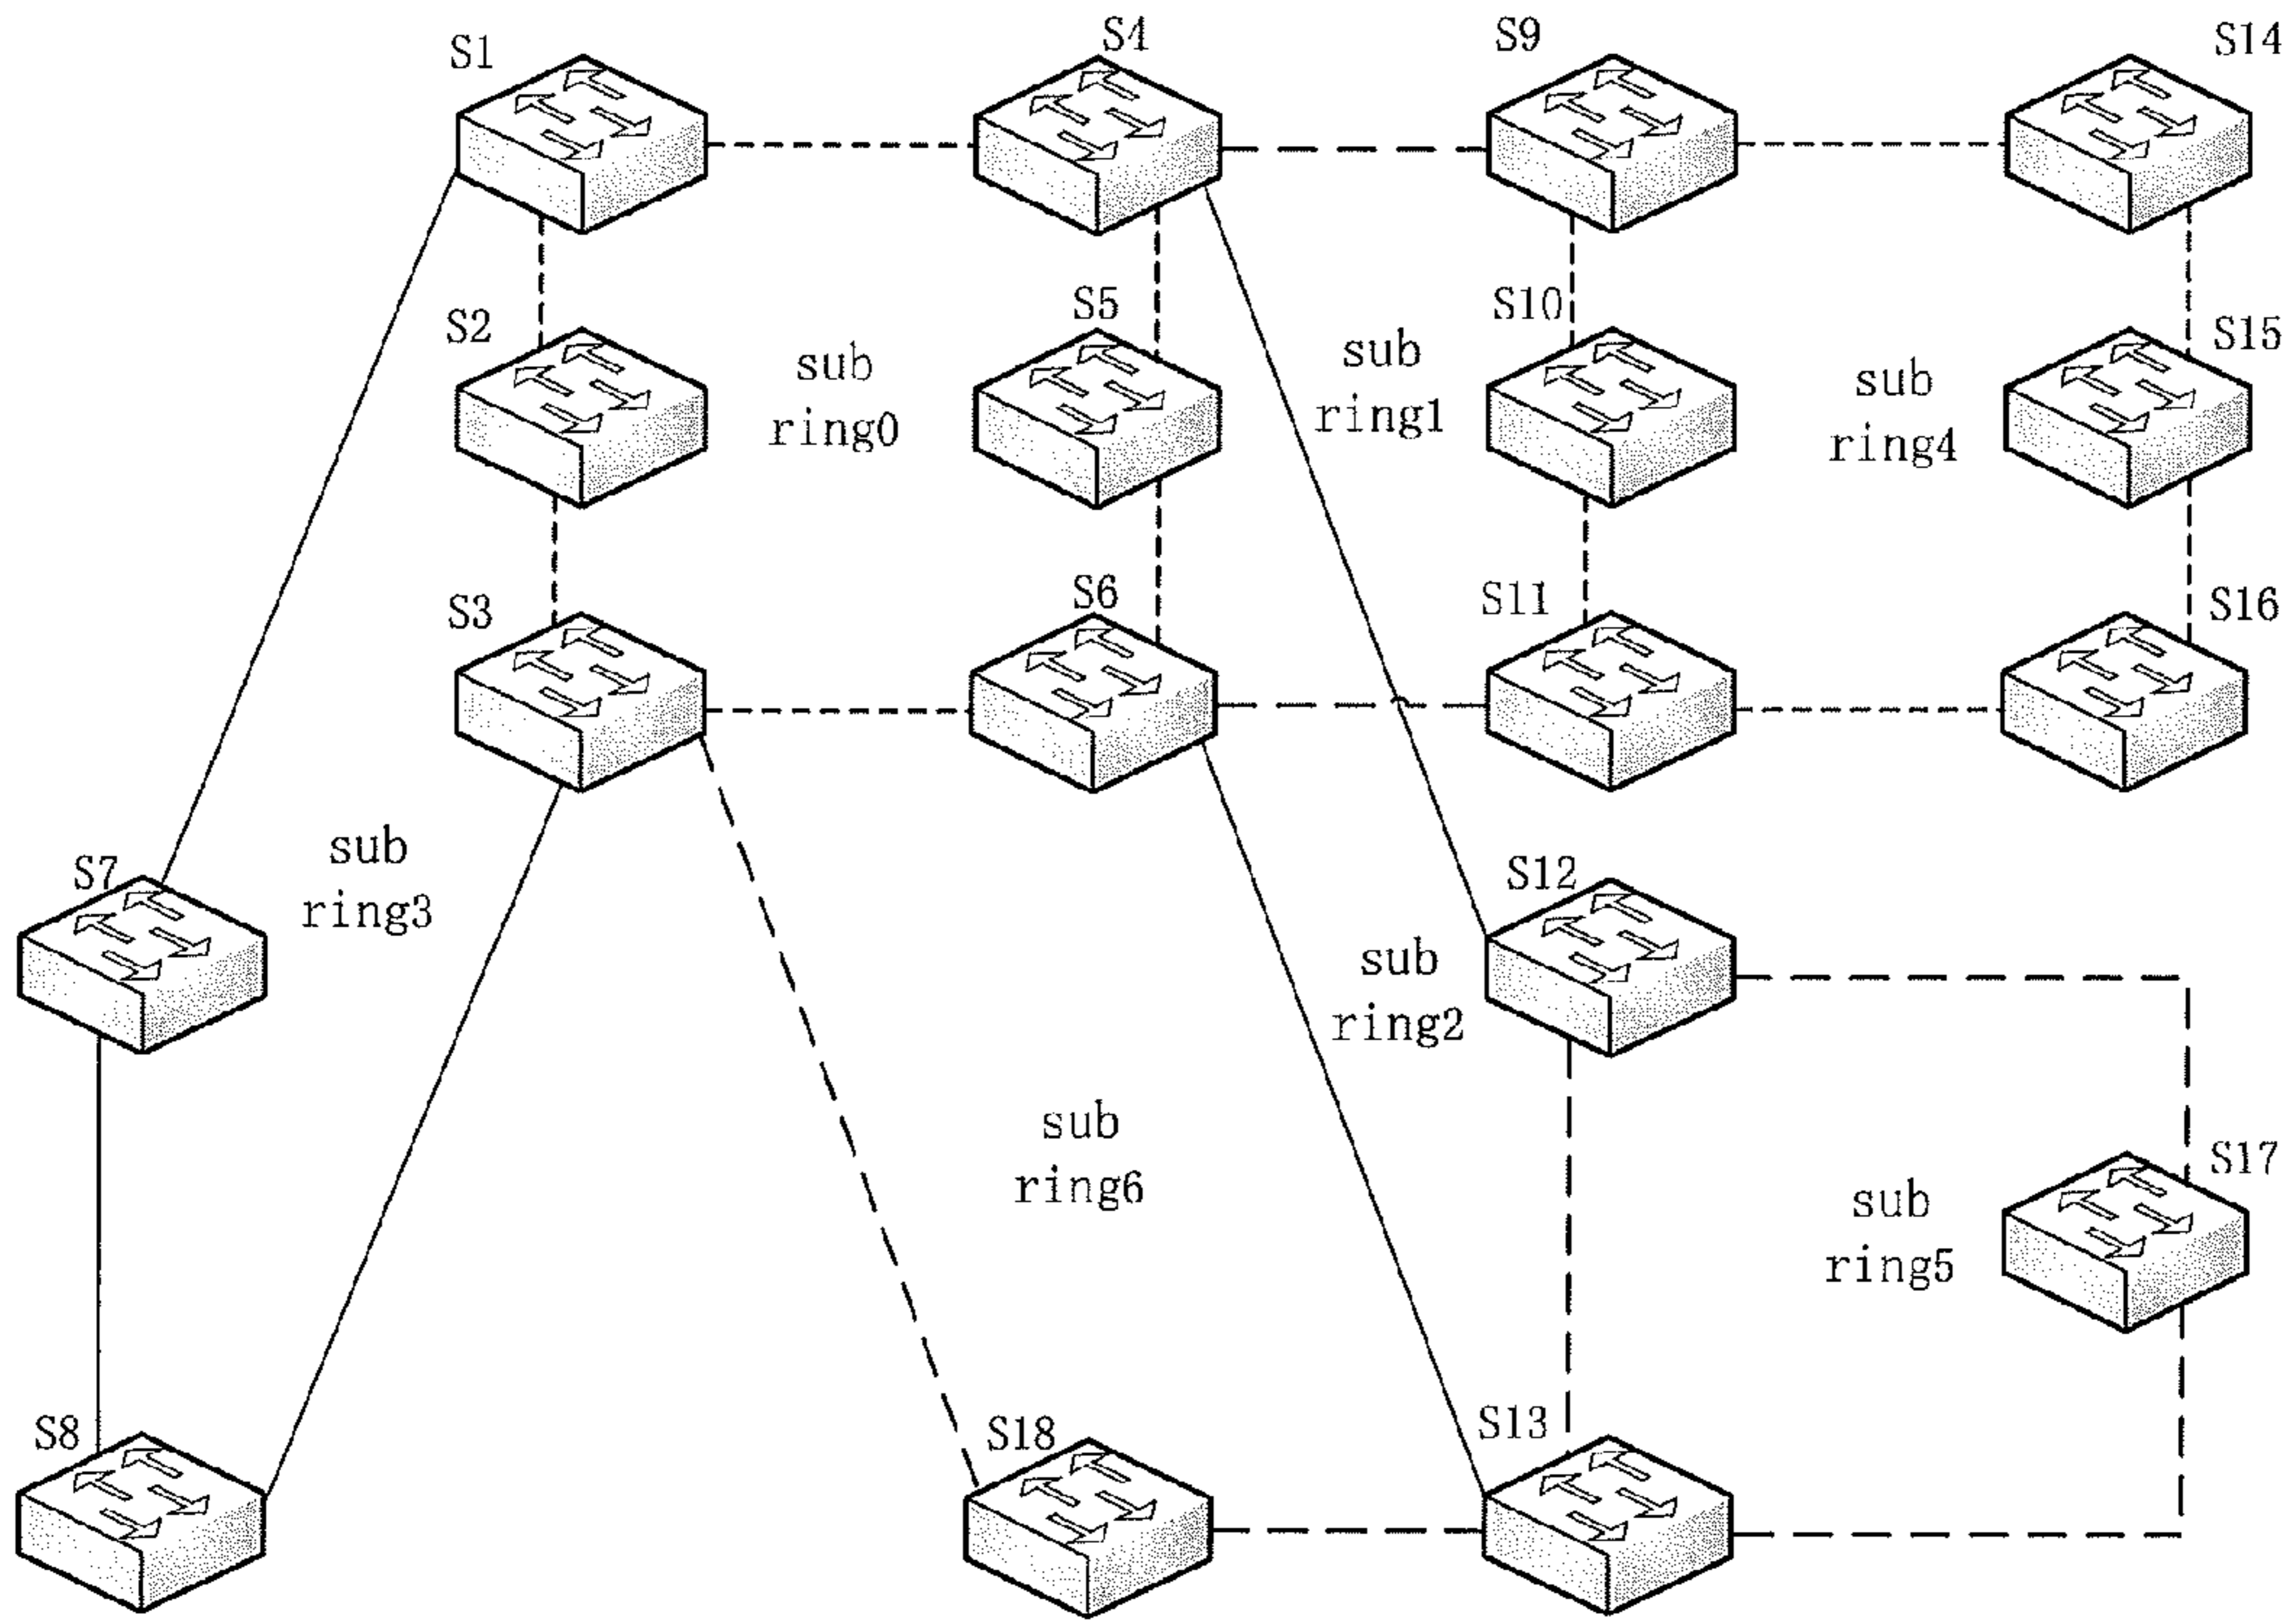 S1
S4
S9
S14
S2
S5
S10
S15
sub
ring0
sub
ring1
sub
ring4
S3
S6
S11
S16
S7
sub
ring3
S12
sub
ring2
sub
ring6
S17
sub
ring5
S8
S18
S13